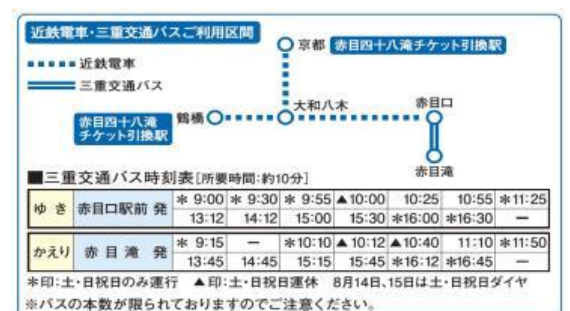 近鉄電車・三重交通バスご利用区間
京都 赤目四十八滝チケット引換駅
近鉄電車
三重交通バス
大和八木
赤目口
赤目四十八滝
チケット引換駅
鶴橋
赤目滝
■三重交通バス時刻表[所要時間:約10分]
ゆき 赤目口駅前 発 ＊ 9:00 ＊ 9:30 ＊ 9:55 ▲10:00 10:25 10:55 ＊11:25
13:12 14:12 15:00 15:30 ＊16:00 ＊16:30 ー
かえり 赤目滝 発 ＊ 9:15 ー ＊10:10 ▲10:12 ▲10:40 11:10 ＊11:50
13:45 14:45 15:15 15:45 ＊16:12 ＊16:45 ー
＊印:土・日祝日のみ運行 ▲印:土・日祝日運休 8月14日、15日は土・日祝日ダイヤ
※バスの本数が限られておりますのでご注意ください。